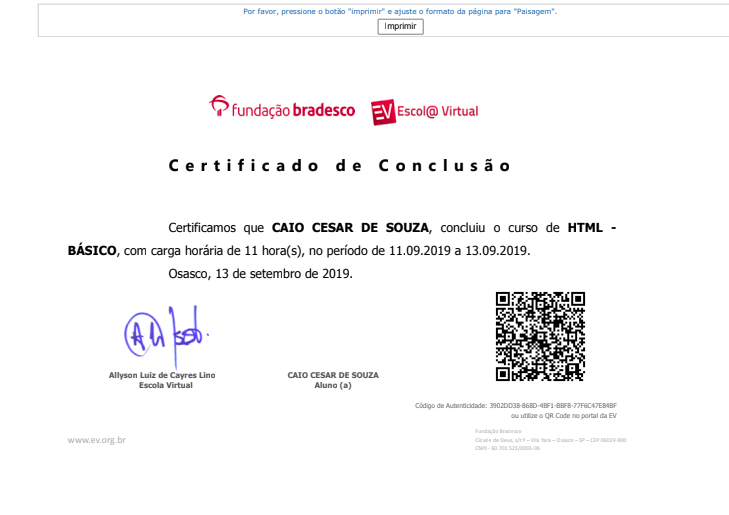 Por favor, pressione o botão "imprimir" e ajuste o formato da página para "Paisagem".
Imprimir
fundação bradesco EV Escol@ Virtual
Certificado de Conclusão
Certificamos que CAIO CESAR DE SOUZA, concluiu o curso de HTML -
BÁSICO, com carga horária de 11 hora(s), no período de 11.09.2019 a 13.09.2019.
Osasco, 13 de setembro de 2019.
Allyson Luiz de Cayres Lino
Escola Virtual
CAIO CESAR DE SOUZA
Aluno (a)
Código de Autenticidade: 3902DD38-868D-4BF1-BBF8-77F6C47E84BF
ou utilize o QR Code no portal da EV
www.ev.org.br
Fundação Bradesco
Cidade de Deus, s/nº – Vila Yara – Osasco – SP – CEP 06029-900
CNPJ - 60.701.521/0001-06